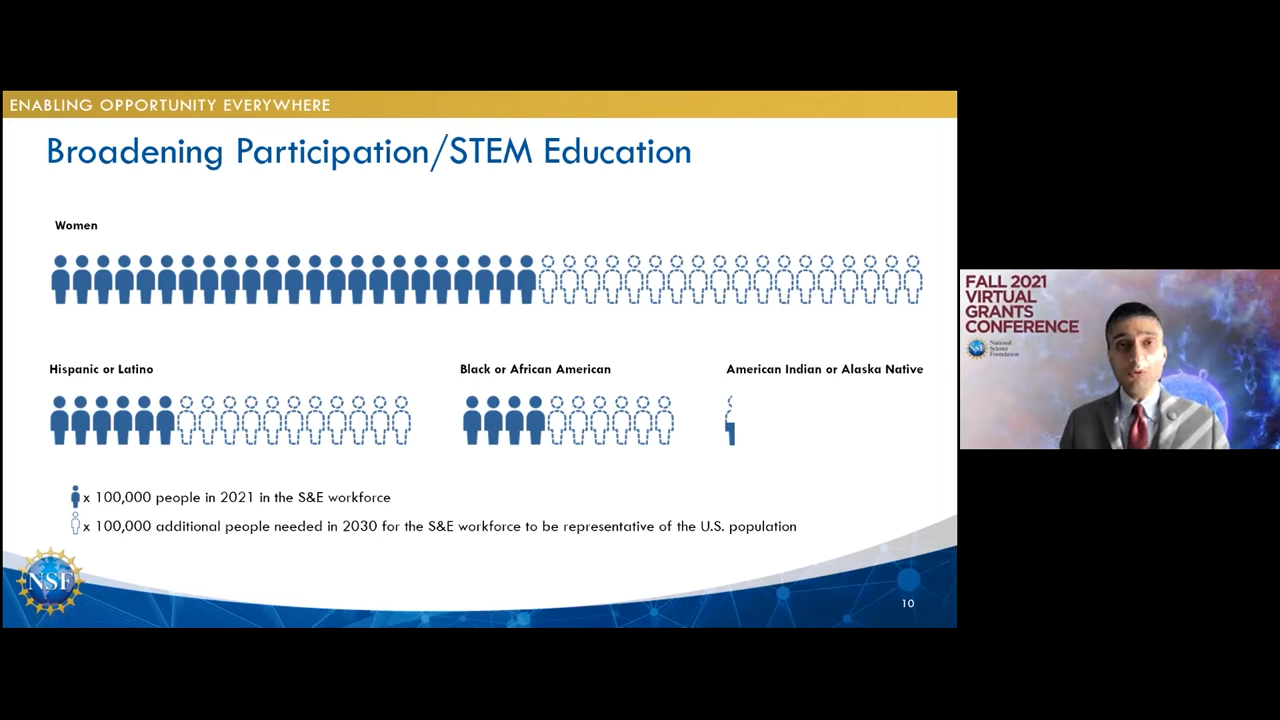 ENABLING OPPORTUNITY EVERYWHERE
Broadening Participation/STEM Education
Women
Hispanic or Latino
Black or African American
American Indian or Alaska Native
x 100,000 people in 2021 in the S&E workforce
x 100,000 additional people needed in 2030 for the S&E workforce to be representative of the U.S. population
NSF
10
FALL 2021
VIRTUAL
GRANTS
CONFERENCE
NSF
National
Science
Foundation